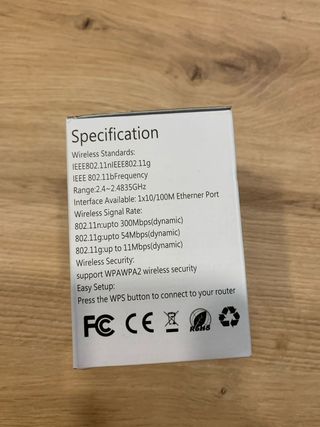 Specification
Wireless Standards:
IEEE802.11nIEEE802.11g
IEEE 802.11bFrequency
Range:2.4~2.4835GHz
Interface Available: 1x10/100M Etherner Port
Wireless Signal Rate:
802.11n:upto 300Mbps(dynamic)
802.11g:upto 54Mbps(dynamic)
802.11g:up to 11Mbps(dynamic)
Wireless Security:
support WPAWPA2 wireless security
Easy Setup:
Press the WPS button to connect to your router
FC CE RoHS